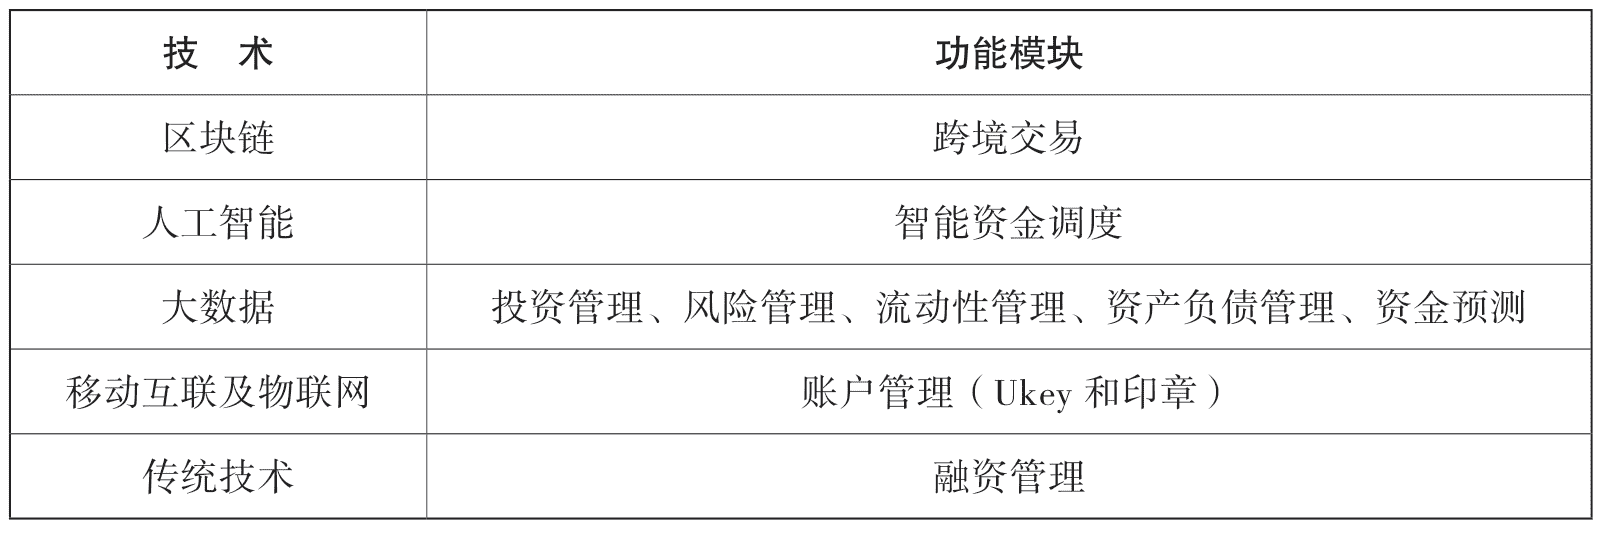 技 术 功能模块
区块链 跨境交易
人工智能 智能资金调度
大数据 投资管理、风险管理、流动性管理、资产负债管理、资金预测
移动互联及物联网 账户管理(Ukey 和印章)
传统技术 融资管理